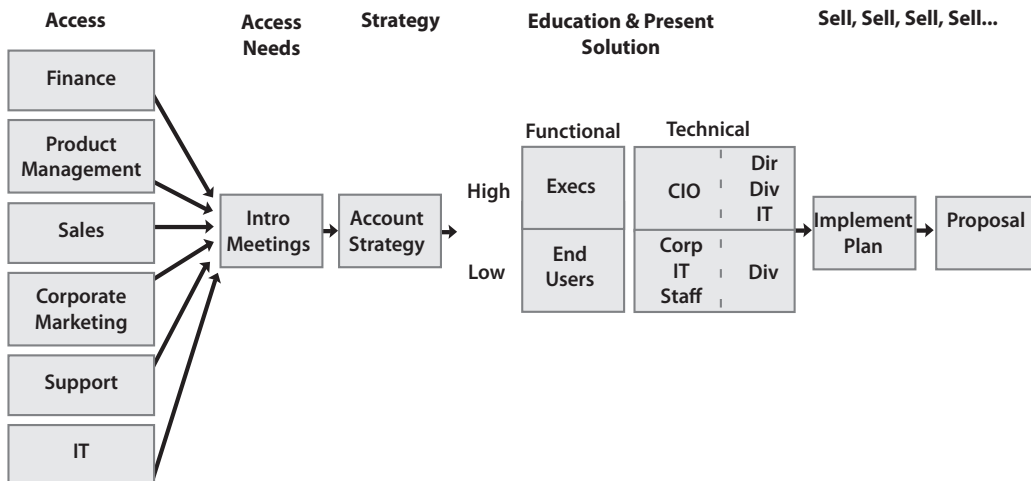 Access
Access
Needs
Strategy
Education & Present
Solution
Sell, Sell, Sell, Sell...
Finance
Product
Management
Sales
Corporate
Marketing
Support
IT
Intro
Meetings
Account
Strategy
High
Low
Functional
Technical
Execs
CIO
Dir
Div
IT
End
Users
Corp
IT
Staff
Div
Implement
Plan
Proposal